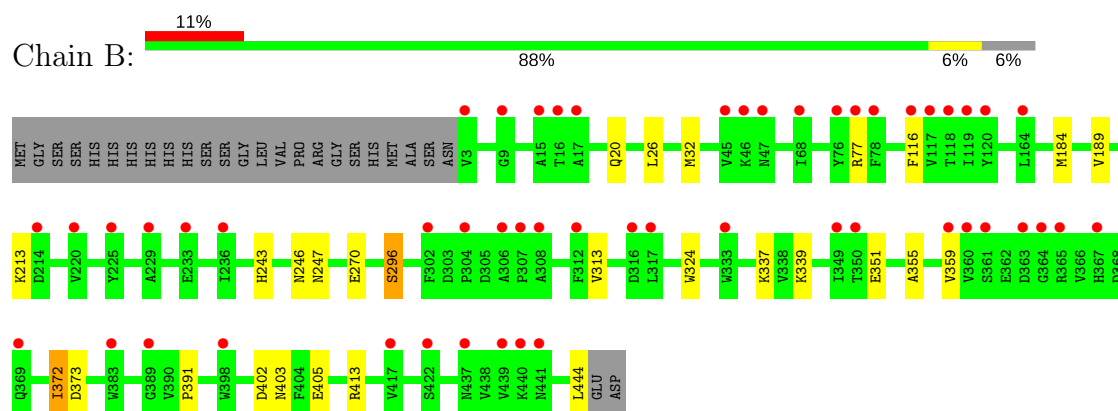 11%
Chain B:
88% 6% 6%
MET GLY SER SER HIS HIS HIS HIS HIS HIS SER SER GLY LEU VAL PRO ARG GLY SER HIS MET ALA SER ASN V3 G9 A15 T16 A17 Q20 L26 M32 V45 K46 N47 I68 Y76 R77 F78 F116 V117 T118 I119 Y120 L164 M184 V189
K213 D214 V220 Y225 A229 E233 I236 H243 N246 N247 E270 S296 F302 D303 P304 D305 A306 P307 A308 F312 V313 D316 L317 W324 W333 K337 V338 K339 I349 T350 E351 A355 V359 V360 S361 E362 D363 G364 R365 V366 H367
Q369 I372 D373 W383 G389 V390 P391 W398 D402 N403 F404 E405 R413 V417 S422 N437 V438 V439 K440 N441 L444 GLU ASP